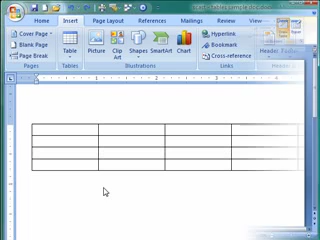 Home
Insert
Page Layout
References
Mailings
Review
View
Cover Page
Blank Page
Page Break
Pages
Table
Tables
Picture
Clip Art
Shapes
SmartArt
Chart
Illustrations
Hyperlink
Bookmark
Cross-reference
Links
Header